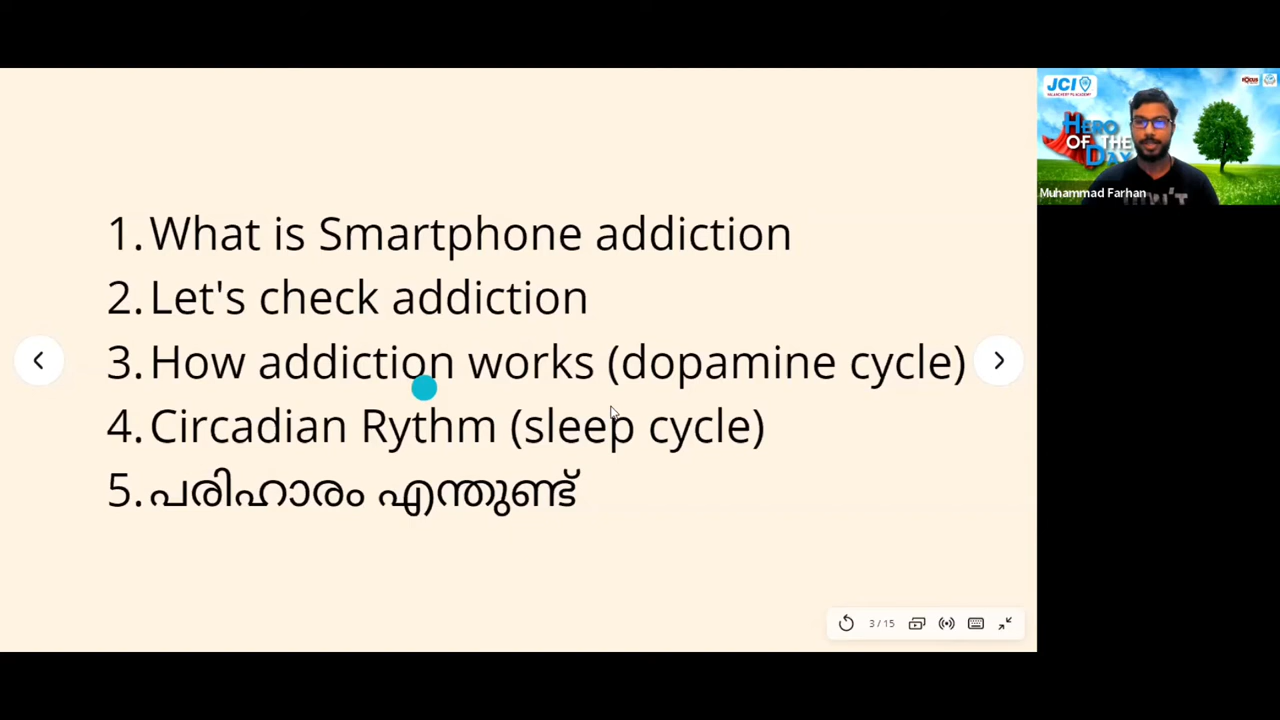 1. What is Smartphone addiction
2. Let's check addiction
3. How addiction works (dopamine cycle)
4. Circadian Rythm (sleep cycle)
5. പരിഹാരം എന്തുണ്ട്
3 / 15
JCI
HERO
OF THE
DAY
Muhammad Farhan